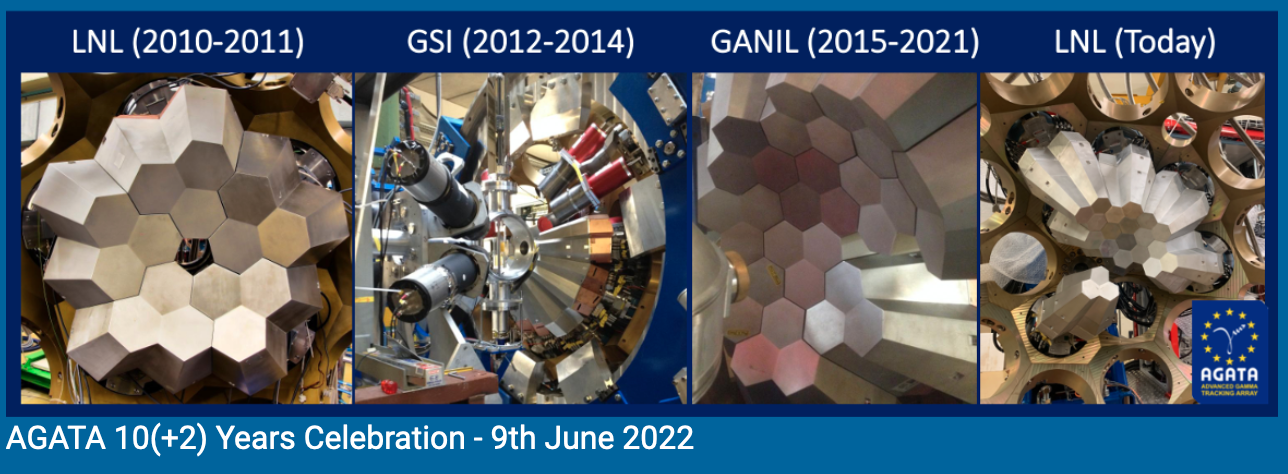 LNL (2010-2011)
GSI (2012-2014)
GANIL (2015-2021)
LNL (Today)
AGATA
ADVANCED GAMMA
TRACKING ARRAY
AGATA 10(+2) Years Celebration - 9th June 2022